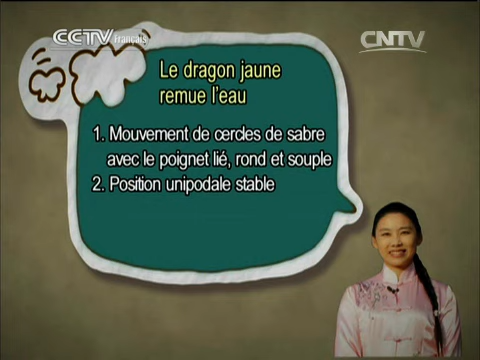 CCTV Français
CNTV
Le dragon jaune
remue l'eau
1. Mouvement de cercles de sabre
avec le poignet lié, rond et souple
2. Position unipodale stable